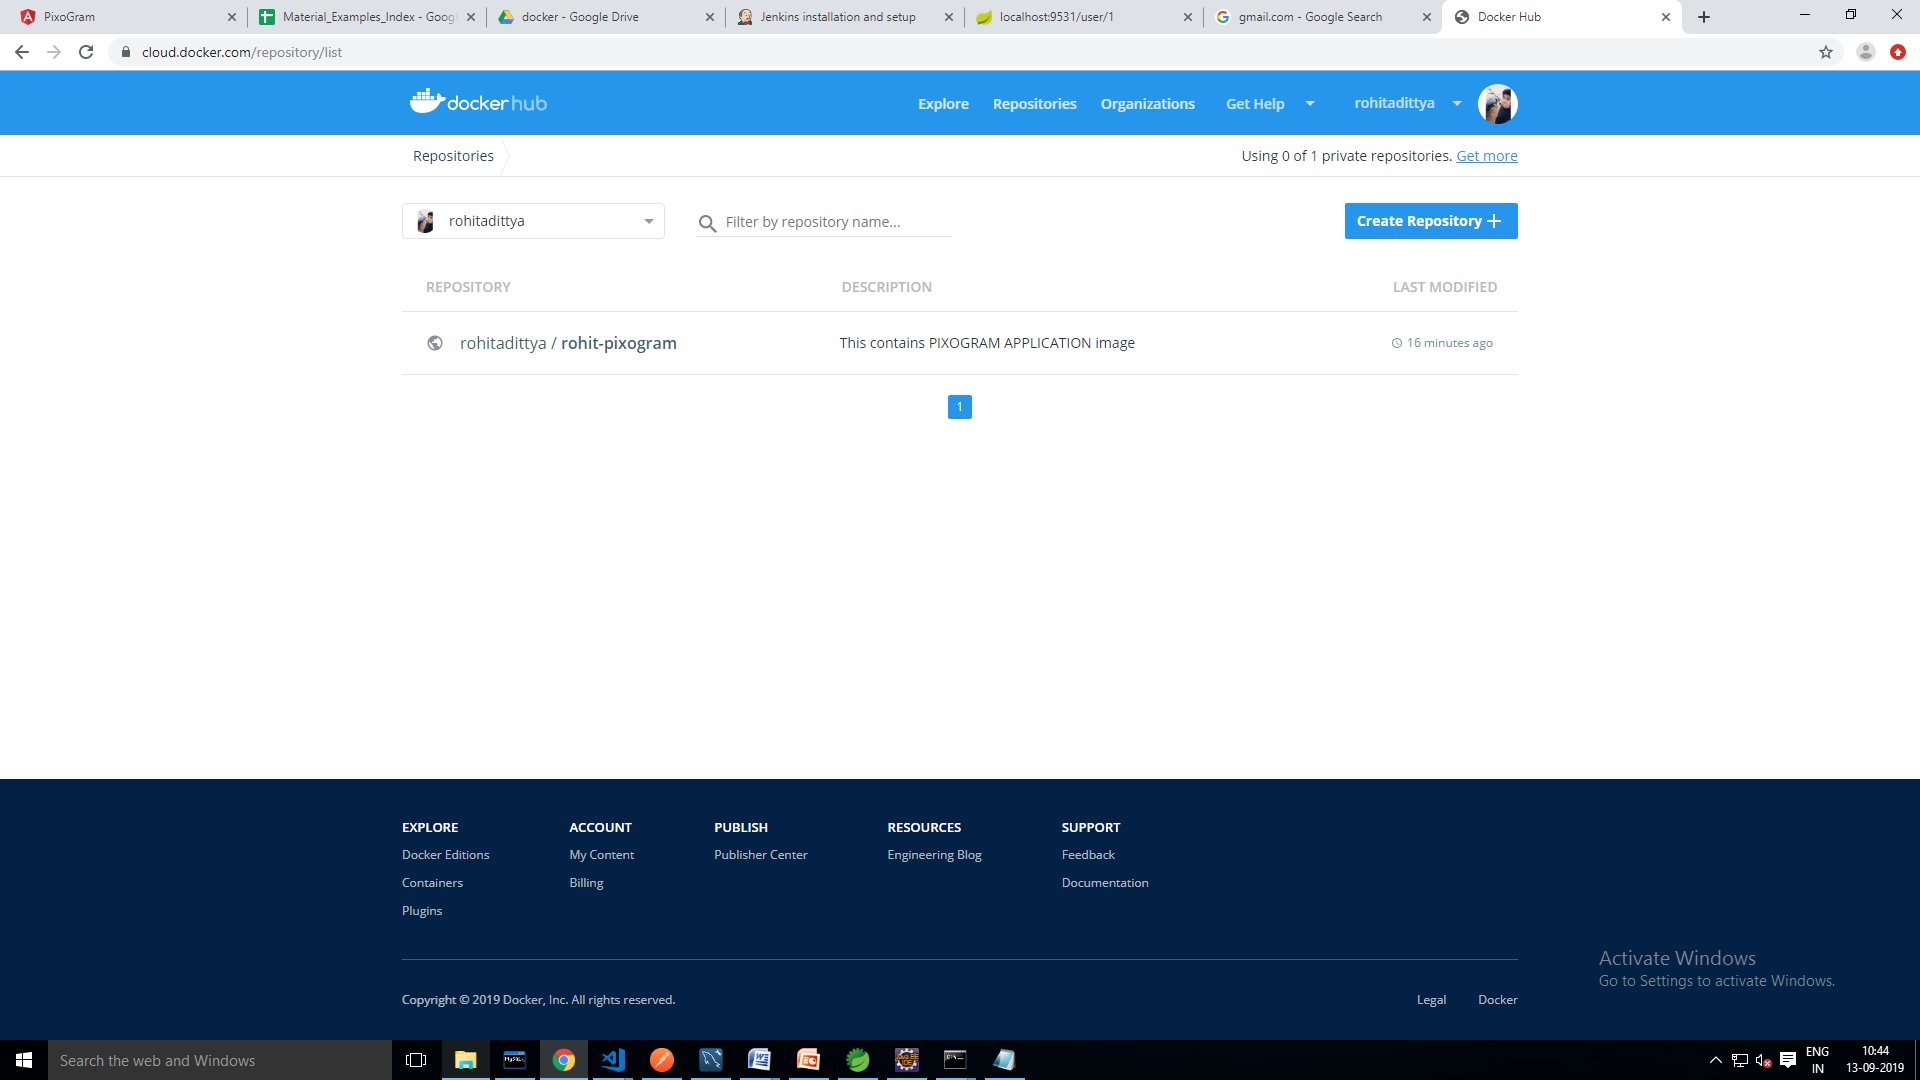 PixoGram
Material_Examples_Index - Goog
docker - Google Drive
Jenkins installation and setup
localhost:9531/user/1
gmail.com - Google Search
Docker Hub
cloud.docker.com/repository/list
docker hub
Explore
Repositories
Organizations
Get Help
rohitadittya
Repositories
Using 0 of 1 private repositories. Get more
rohitadittya
Filter by repository name...
Create Repository
REPOSITORY
DESCRIPTION
LAST MODIFIED
rohitadittya / rohit-pixogram
This contains PIXOGRAM APPLICATION image
16 minutes ago
1
EXPLORE
Docker Editions
Containers
Plugins
ACCOUNT
My Content
Billing
PUBLISH
Publisher Center
RESOURCES
Engineering Blog
SUPPORT
Feedback
Documentation
Activate Windows
Go to Settings to activate Windows.
Copyright © 2019 Docker, Inc. All rights reserved.
Legal
Docker
Search the web and Windows
ENG
IN
10:44
13-09-2019